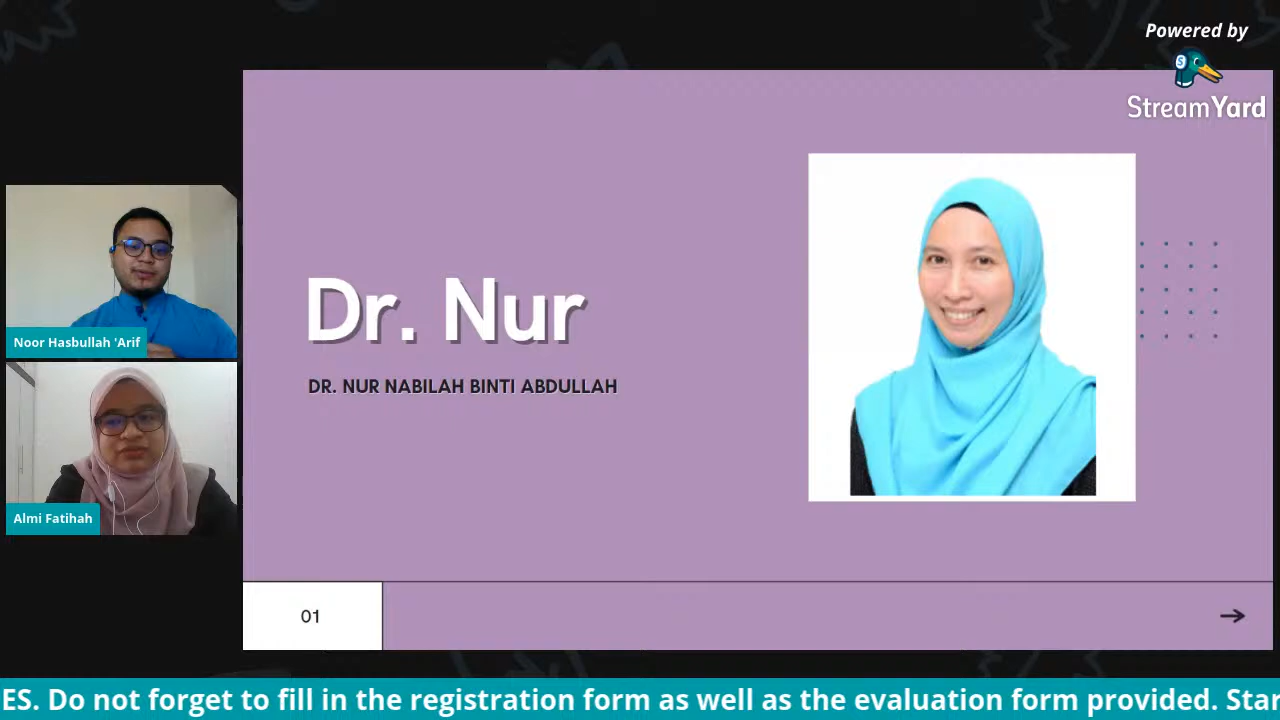 Powered by
StreamYard
Noor Hasbullah 'Arif
Almi Fatihah
Dr. Nur
DR. NUR NABILAH BINTI ABDULLAH
01
ES. Do not forget to fill in the registration form as well as the evaluation form provided. Star